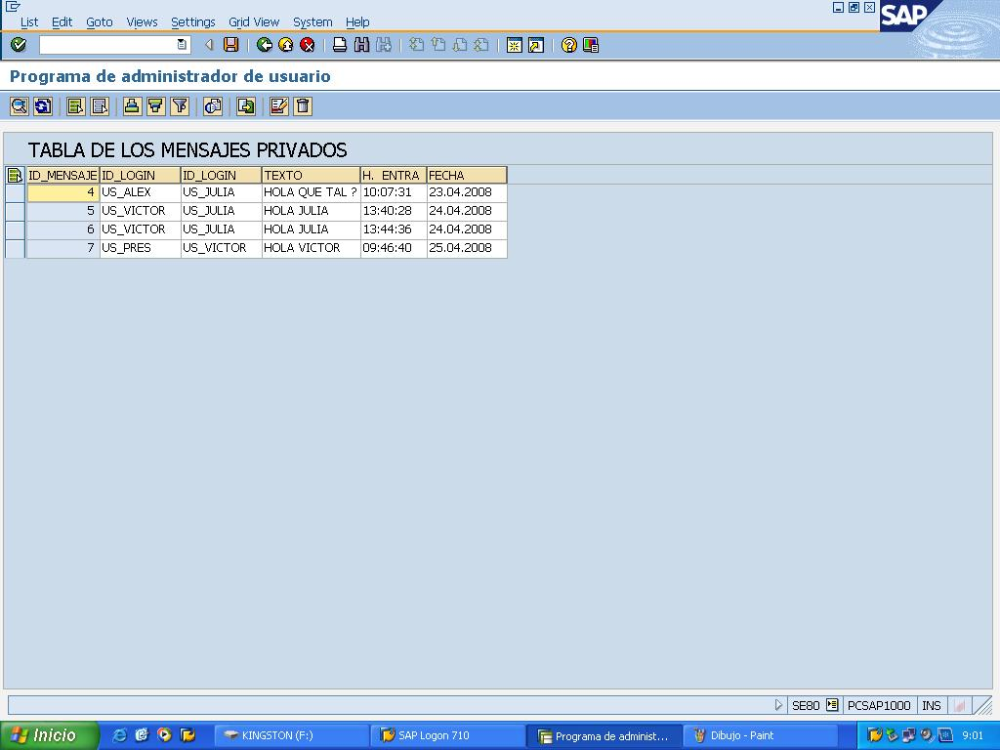 List Edit Goto Views Settings Grid View System Help
SAP
Programa de administrador de usuario
TABLA DE LOS MENSAJES PRIVADOS
ID_MENSAJE ID_LOGIN ID_LOGIN TEXTO H. ENTRA FECHA
4 US_ALEX US_JULIA HOLA QUE TAL ? 10:07:31 23.04.2008
5 US_VICTOR US_JULIA HOLA JULIA 13:40:28 24.04.2008
6 US_VICTOR US_JULIA HOLA JULIA 13:44:36 24.04.2008
7 US_PRES US_VICTOR HOLA VICTOR 09:46:40 25.04.2008
SE80 PCSAP1000 INS
Inicio KINGSTON (F:) SAP Logon 710 Programa de administ... Dibujo - Paint 9:01